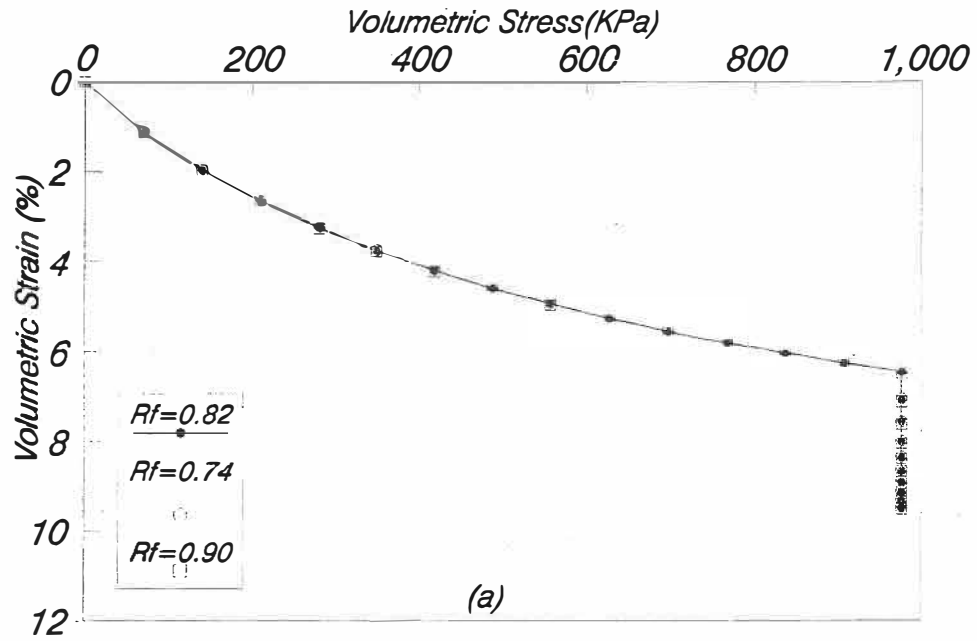 Volumetric Stress(KPa)
0 200 400 600 800 1,000
0
2
4
6
8
10
12
Volumetric Strain (%)
Rf=0.82
Rf=0.74
Rf=0.90
(a)